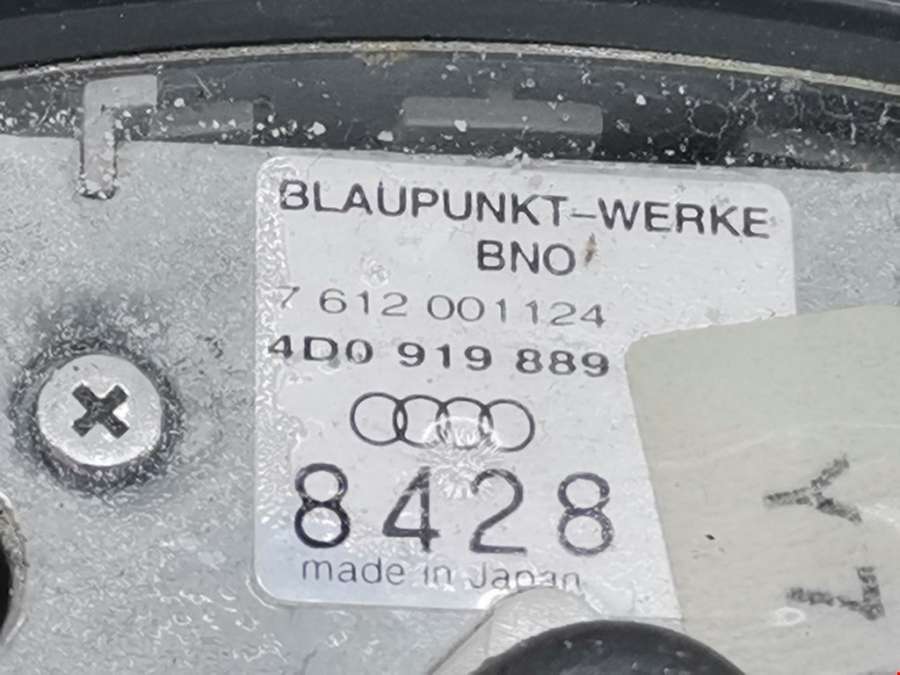 BLAUPUNKT-WERKE
BNO
7 612 001124
4D0 919 889
8428
made in Japan